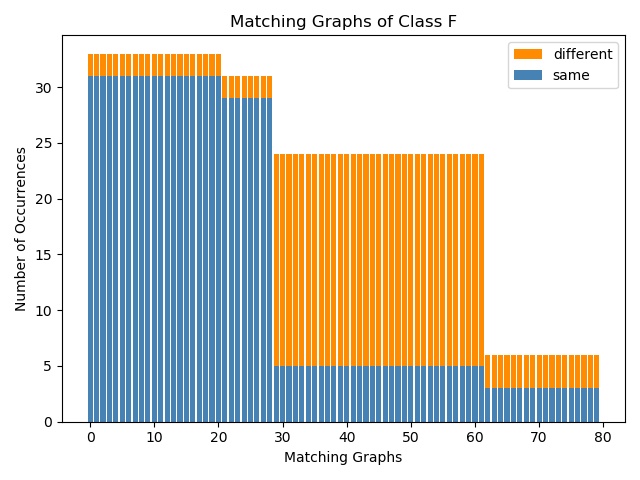 Matching Graphs of Class F
different
same
Number of Occurrences
30
25
20
15
10
5
0
0 10 20 30 40 50 60 70 80
Matching Graphs